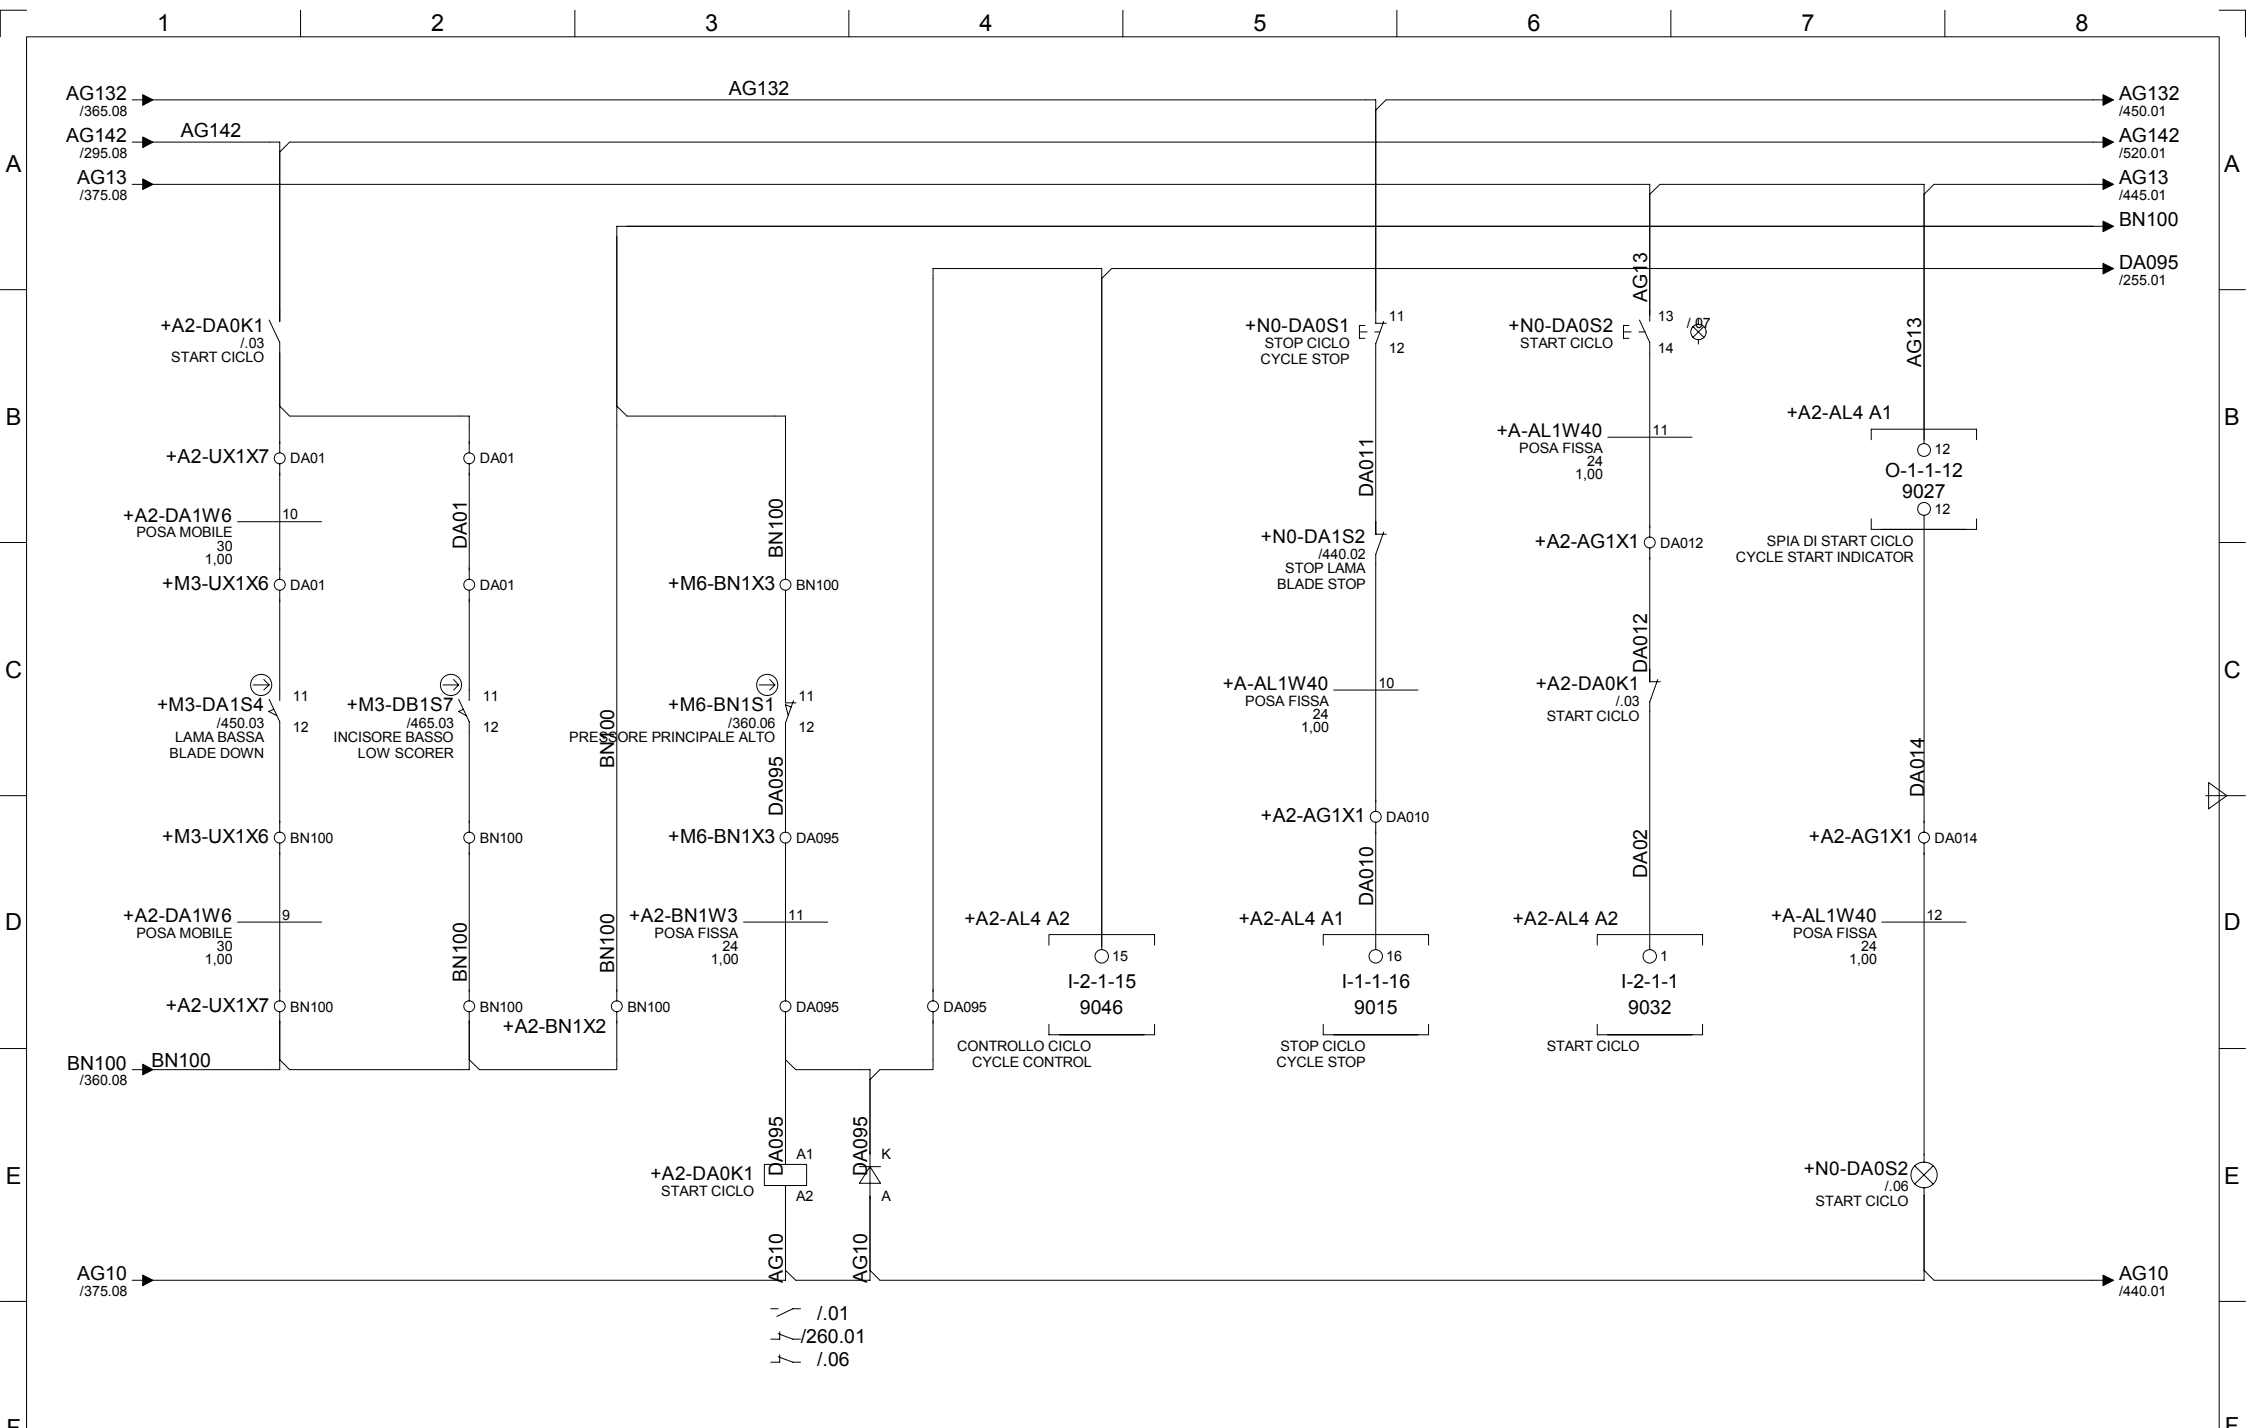 1 2 3 4 5 6 7 8
AG132
/365.08
AG132
AG132
/450.01
AG142
/295.08
AG142
AG142
/520.01
A
A
AG13
/375.08
AG13
/445.01
BN100
DA095
/255.01
+A2-DA0K1
/.03
START CICLO
+N0-DA0S1
STOP CICLO
CYCLE STOP
11
12
AG13
+N0-DA0S2
START CICLO
13
14
/.07
AG13
B
B
+A2-UX1X7 DA01
DA01
+A2-DA1W6
POSA MOBILE
30
1,00
10
DA01
+M3-UX1X6 DA01
DA01
BN100
+M6-BN1X3 BN100
DA011
+N0-DA1S2
/440.02
STOP LAMA
BLADE STOP
+A-AL1W40
POSA FISSA
24
1,00
11
+A2-AG1X1 DA012
+A2-AL4 A1
12
O-1-1-12
9027
12
SPIA DI START CICLO
CYCLE START INDICATOR
C
C
+M3-DA1S4
/450.03
LAMA BASSA
BLADE DOWN
11
12
+M3-DB1S7
/465.03
INCISORE BASSO
LOW SCORER
11
12
BN100
+M6-BN1S1
/360.06
PRESSORE PRINCIPALE ALTO
11
12
DA095
+A-AL1W40
POSA FISSA
24
1,00
10
DA012
+A2-DA0K1
/.03
START CICLO
DA014
+M3-UX1X6 BN100
BN100
+M6-BN1X3 DA095
+A2-AG1X1 DA010
DA010
DA02
+A2-AG1X1 DA014
D
D
+A2-DA1W6
POSA MOBILE
30
1,00
9
BN100
BN100
+A2-BN1W3
POSA FISSA
24
1,00
11
+A2-AL4 A2
15
I-2-1-15
9046
CONTROLLO CICLO
CYCLE CONTROL
+A2-AL4 A1
16
I-1-1-16
9015
STOP CICLO
CYCLE STOP
+A2-AL4 A2
1
I-2-1-1
9032
START CICLO
+A-AL1W40
POSA FISSA
24
1,00
12
+A2-UX1X7 BN100
BN100
+A2-BN1X2
BN100
DA095
DA095
BN100
/360.08
BN100
E
E
DA095
+A2-DA0K1
START CICLO
A1
A2
DA095
K
A
+N0-DA0S2
/.06
START CICLO
AG10
AG10
AG10
/375.08
AG10
/440.01
/.01
/260.01
/.06
F
F